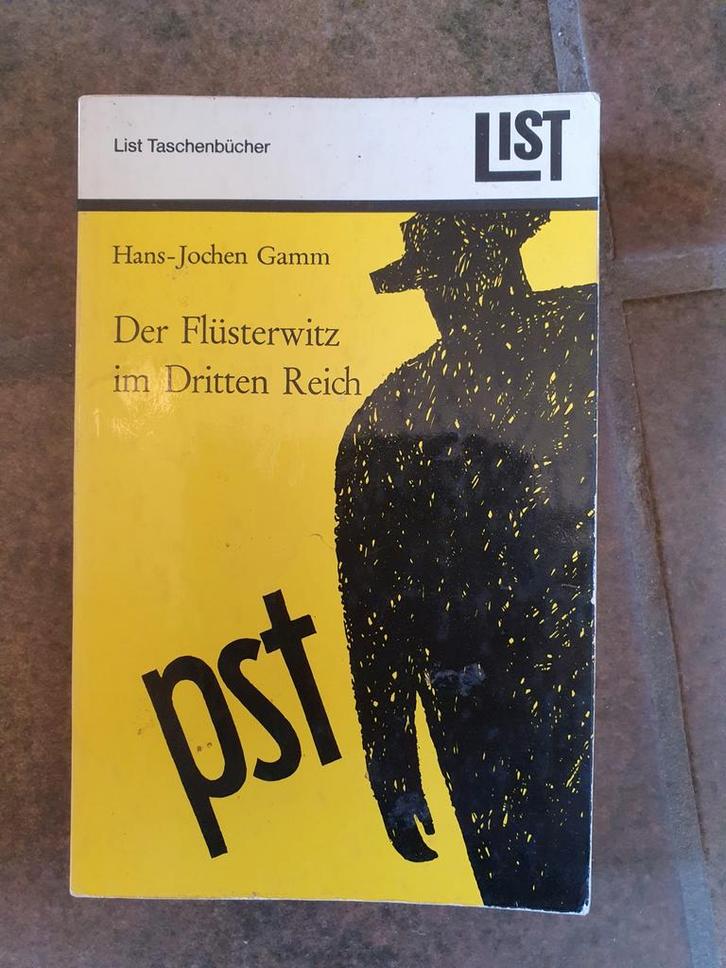 List Taschenbücher
LIST
Hans-Jochen Gamm
Der Flüsterwitz
im Dritten Reich
pst